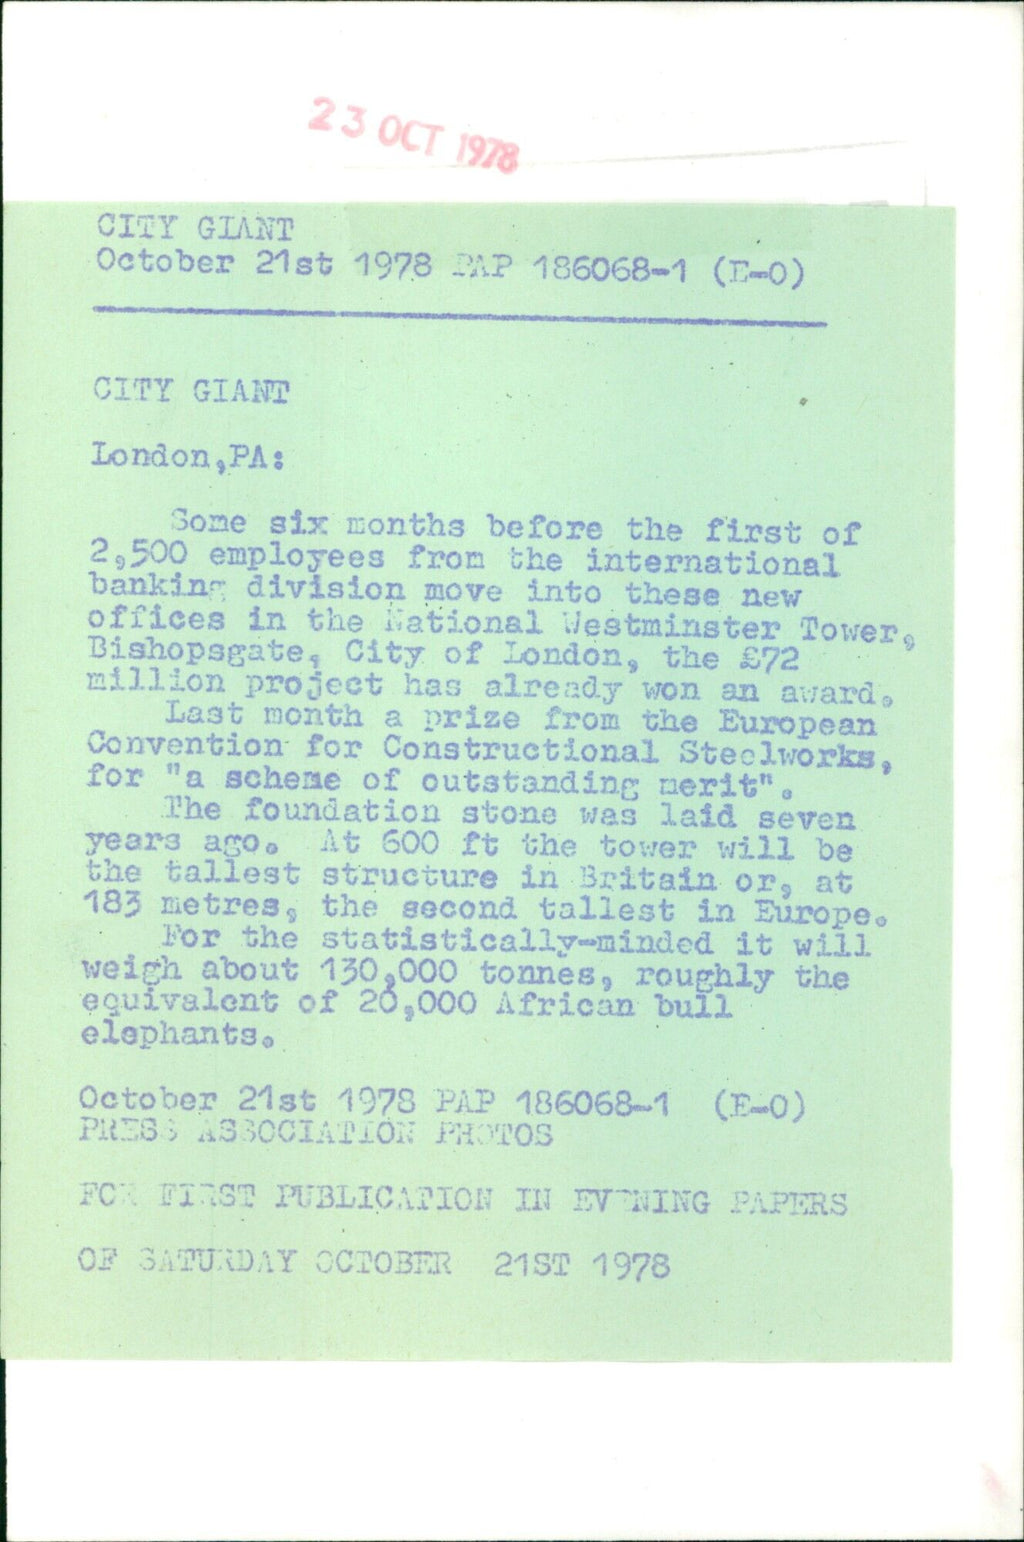 23 OCT 1978
CITY GIANT
October 21st 1978 PAP 186068-1 (E-O)
CITY GIANT
London,PA:
Some six months before the first of
2,500 employees from the international
banking division move into these new
offices in the National Westminster Tower,
Bishopsgate, City of London, the £72
million project has already won an award.
Last month a prize from the European
Convention for Constructional Steelworks,
for "a scheme of outstanding merit".
The foundation stone was laid seven
years ago. At 600 ft the tower will be
the tallest structure in Britain or, at
183 metres, the second tallest in Europe.
For the statistically-minded it will
weigh about 130,000 tonnes, roughly the
equivalent of 20,000 African bull
elephants.
October 21st 1978 PAP 186068-1 (E-O)
PRESS ASSOCIATION PHOTOS
FOR FIRST PUBLICATION IN EVENING PAPERS
OF SATURDAY OCTOBER 21ST 1978